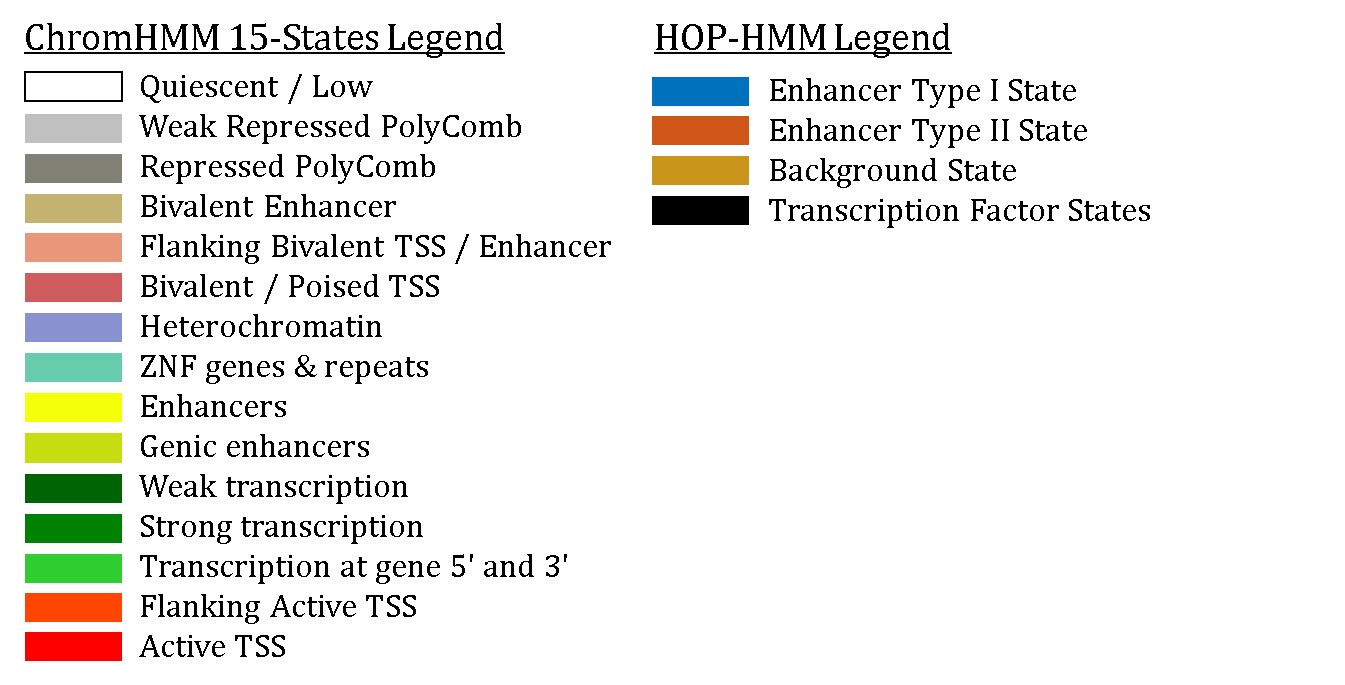 ChromHMM 15-States Legend
Quiescent / Low
Weak Repressed PolyComb
Repressed PolyComb
Bivalent Enhancer
Flanking Bivalent TSS / Enhancer
Bivalent / Poised TSS
Heterochromatin
ZNF genes & repeats
Enhancers
Genic enhancers
Weak transcription
Strong transcription
Transcription at gene 5' and 3'
Flanking Active TSS
Active TSS
HOP-HMM Legend
Enhancer Type I State
Enhancer Type II State
Background State
Transcription Factor States